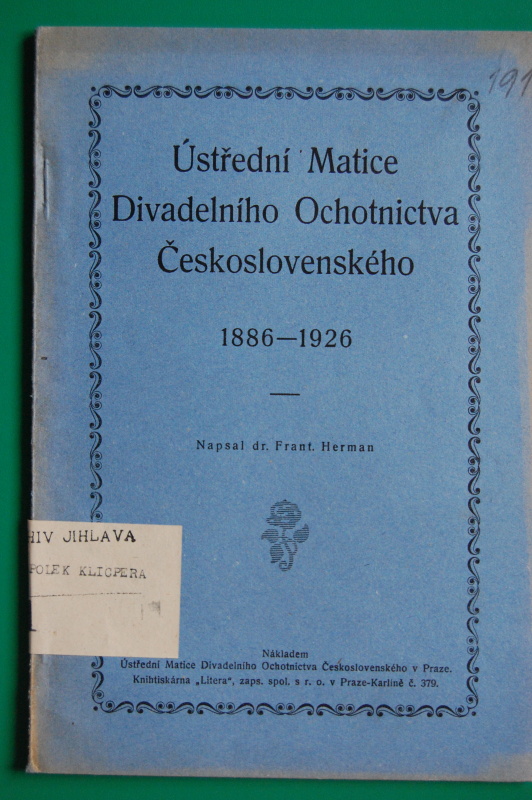 191
Ústřední Matice
Divadelního Ochotnictva
Československého
1886—1926
Napsal dr. Frant. Herman
HIV JIHLAVA
POLEK KLICPERA
Nákladem
Ústřední Matice Divadelního Ochotnictva Československého v Praze.
Knihtiskárna „Litera", zaps. spol. s r. o. v Praze-Karlíně č. 379.